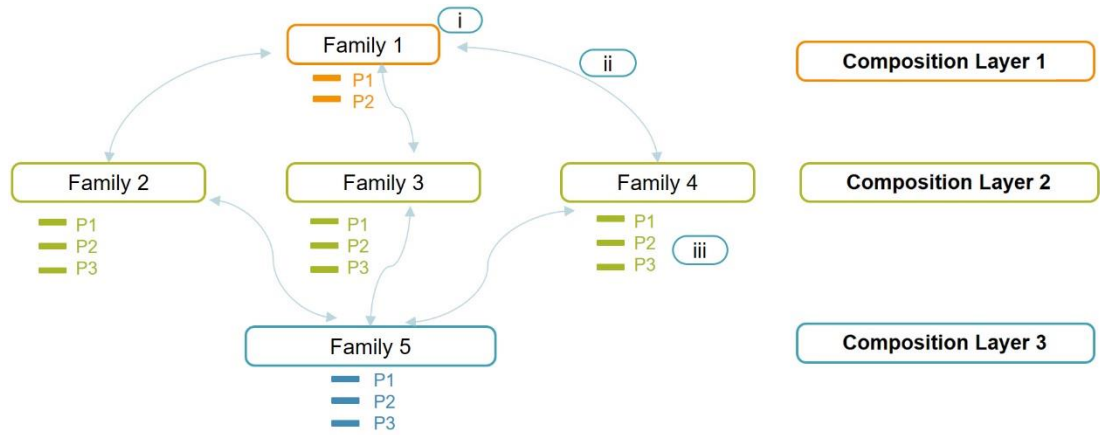 i
Family 1
ii
Composition Layer 1
P1
P2
Family 2
Family 3
Family 4
Composition Layer 2
P1
P2
P3
P1
P2
P3
P1
P2
P3
iii
Family 5
Composition Layer 3
P1
P2
P3